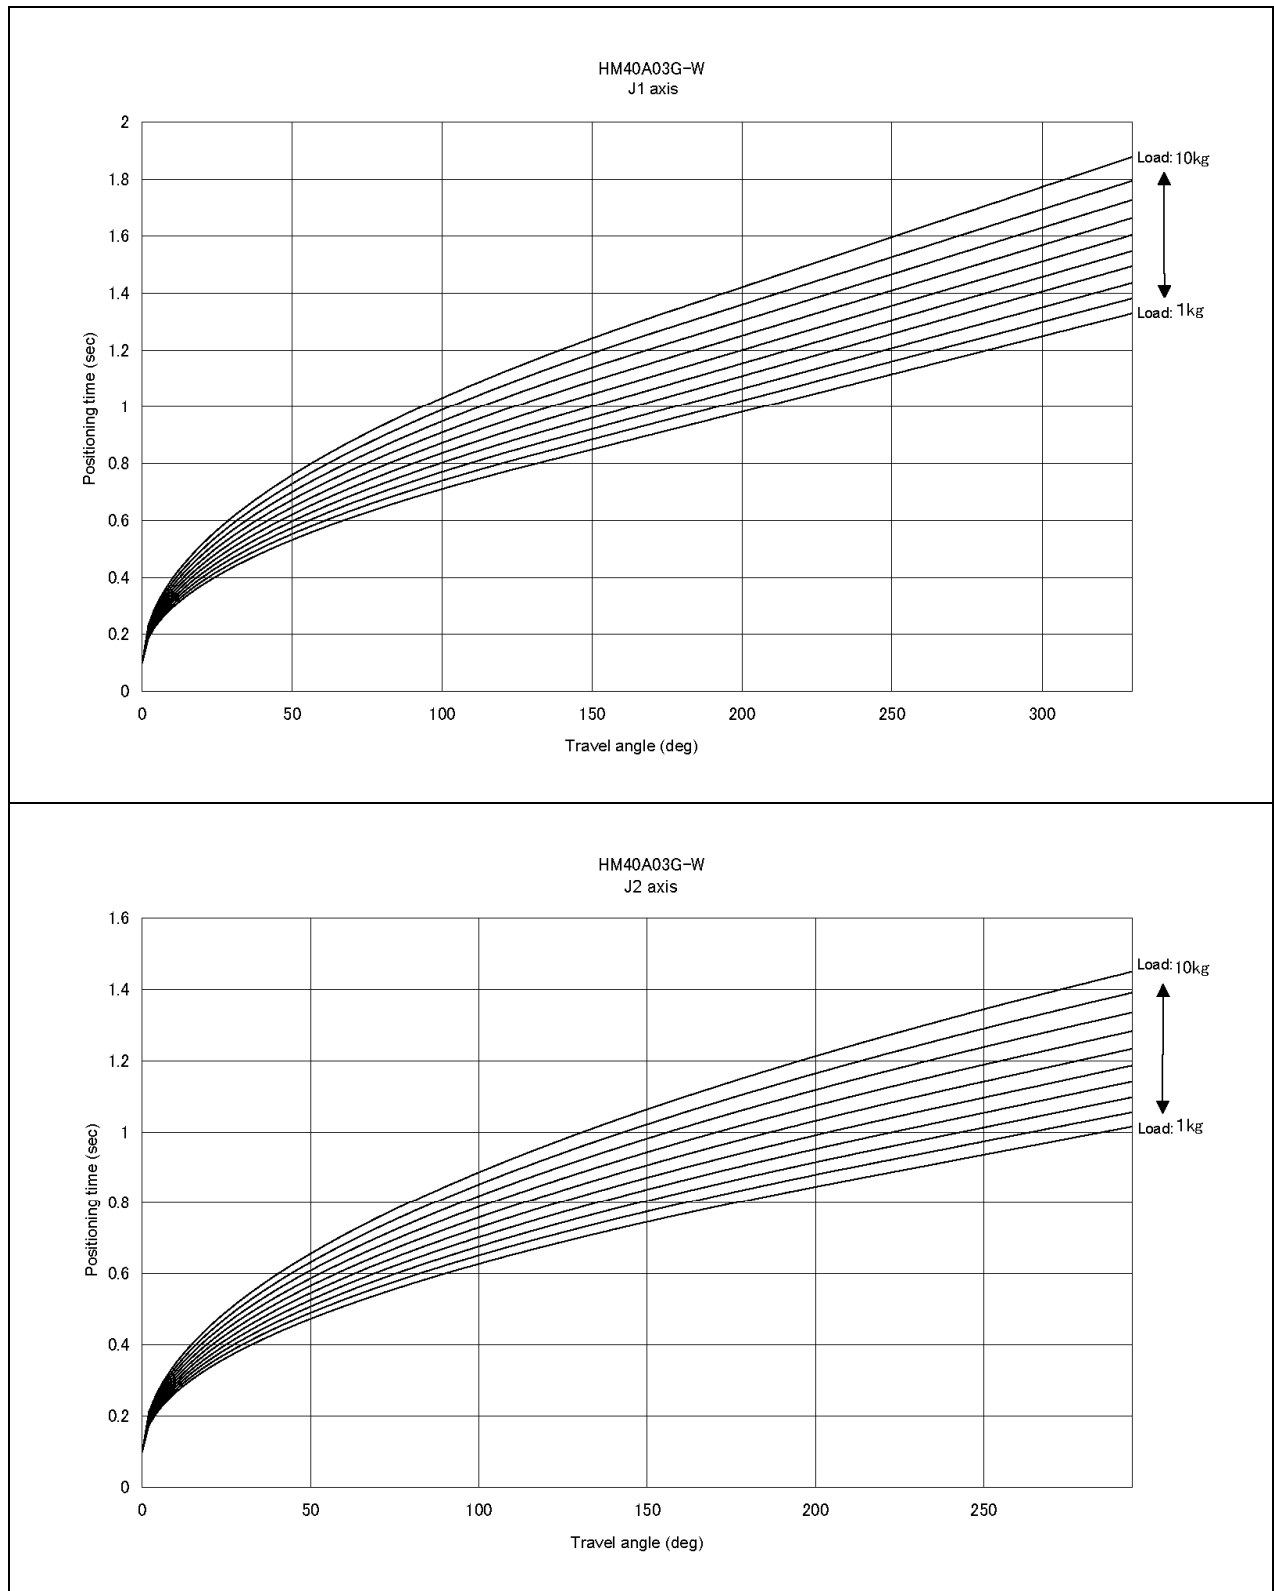 HM40A03G-W
J1 axis
2
1.8
1.6
1.4
1.2
1
0.8
0.6
0.4
0.2
0
Positioning time (sec)
Load: 10kg
Load: 1kg
0 50 100 150 200 250 300
Travel angle (deg)
HM40A03G-W
J2 axis
1.6
1.4
1.2
1
0.8
0.6
0.4
0.2
0
Positioning time (sec)
Load: 10kg
Load: 1kg
0 50 100 150 200 250
Travel angle (deg)